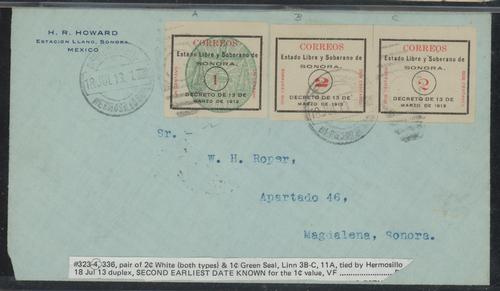 H. R. HOWARD
ESTACION LLANO, SONORA.
MEXICO
A
B
C
18 JUL 13
CORREOS
Estado Libre y Soberano de
SONORA.
1
DECRETO DE 13 DE
MARZO DE 1913
CORREOS
Estado Libre y Soberano de
SONORA.
2
DECRETO DE 13 DE
MARZO DE 1913
CORREOS
Estado Libre y Soberano de
SONORA.
2
DECRETO DE 13 DE
MARZO DE 1913
Sr.
W. H. Roper,
Apartado 46,
Magdalena, Sonora.
#323-4, 336, pair of 2¢ White (both types) & 1¢ Green Seal, Linn 3B-C, 11A, tied by Hermosillo
18 Jul 13 duplex, SECOND EARLIEST DATE KNOWN for the 1¢ value, VF